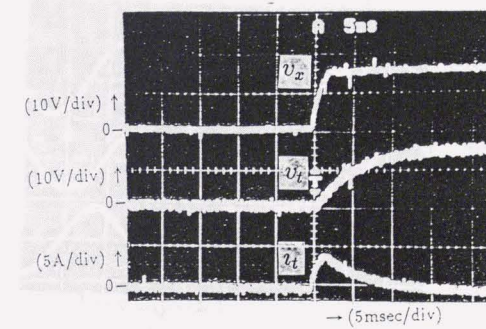 A 5ms
v_x
(10V/div) ↑
0
(10V/div) ↑
v_t
0
(5A/div) ↑
i_t
0
→ (5msec/div)